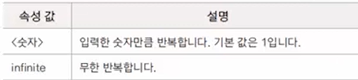 속성 값 설명
<숫자> 입력한 숫자만큼 반복합니다. 기본 값은 1입니다.
infinite 무한 반복합니다.